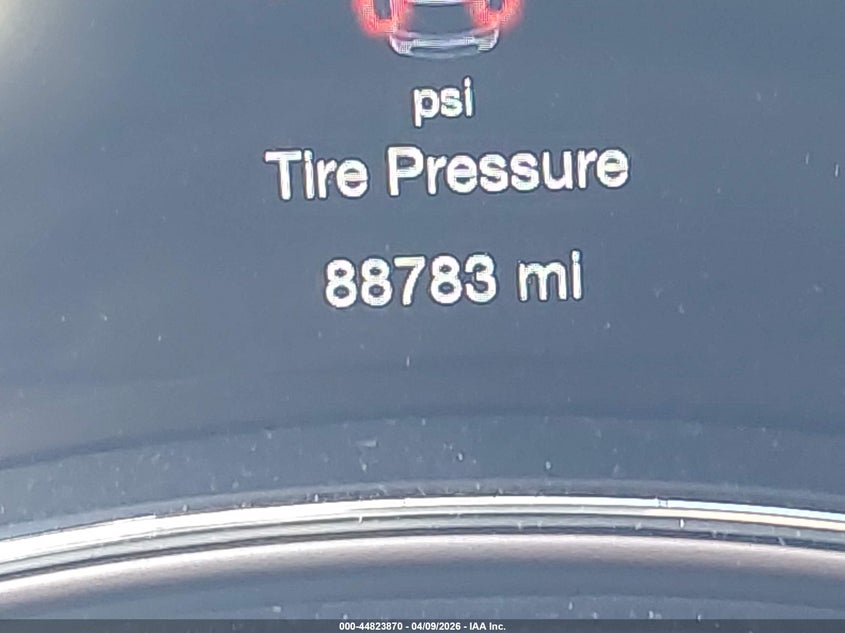 psi
Tire Pressure
88783 mi
000-44823870 - 04/09/2026 - IAA Inc.